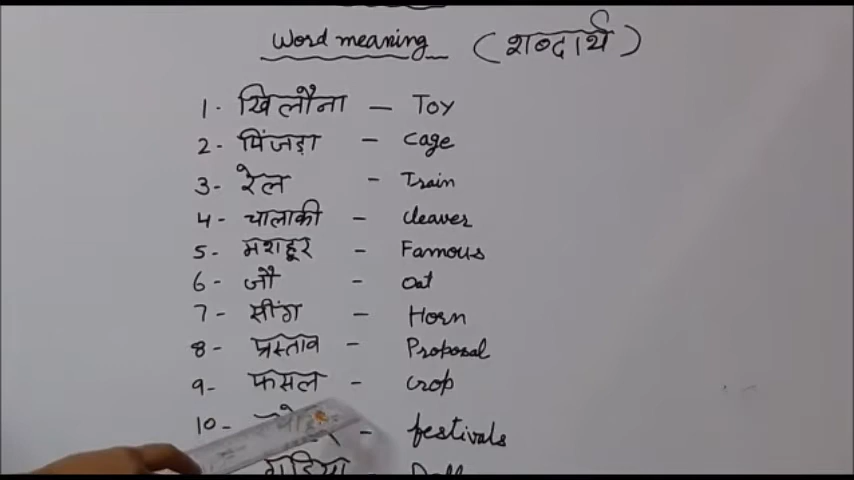 Word meaning (शब्दार्थ)
1- खिलौना - Toy
2- पिंजड़ा - Cage
3- रेल - Train
4- चालाकी - Cleaver
5- मशहूर - Famous
6- जौ - Oat
7- सींग - Horn
8- प्रस्ताव - Proposal
9- फसल - Crop
10- - festivals
गुड़िया -